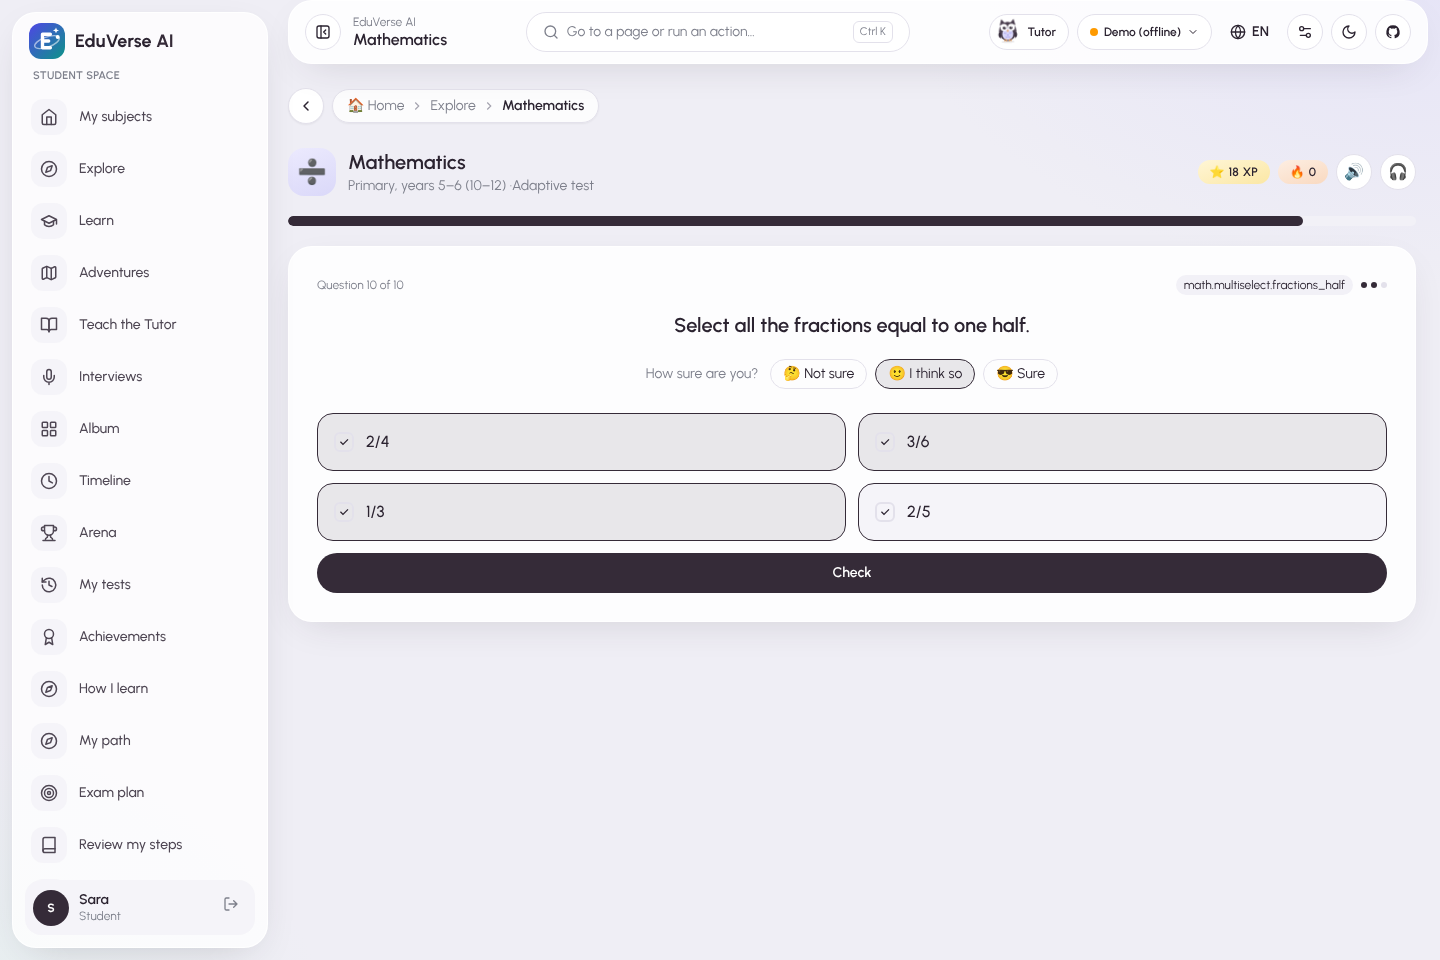 EduVerse AI
STUDENT SPACE
My subjects
Explore
Learn
Adventures
Teach the Tutor
Interviews
Album
Timeline
Arena
My tests
Achievements
How I learn
My path
Exam plan
Review my steps
S
Sara
Student
EduVerse AI
Mathematics
Go to a page or run an action...
Ctrl K
Tutor
Demo (offline)
EN
Home
Explore
Mathematics
Mathematics
Primary, years 5–6 (10–12) ·Adaptive test
18 XP
0
Question 10 of 10
math.multiselect.fractions_half
Select all the fractions equal to one half.
How sure are you?
Not sure
I think so
Sure
2/4
3/6
1/3
2/5
Check